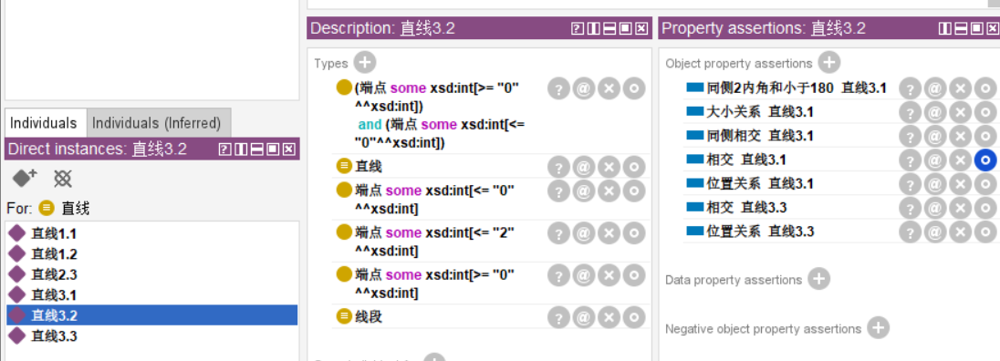 Individuals
Individuals (Inferred)
Direct instances: 直线3.2
For: 直线
直线1.1
直线1.2
直线2.3
直线3.1
直线3.2
直线3.3
Description: 直线3.2
Types
(端点 some xsd:int[>= "0"
^^xsd:int])
and (端点 some xsd:int[<=
"0"^^xsd:int])
直线
端点 some xsd:int[<= "0"
^^xsd:int]
端点 some xsd:int[<= "2"
^^xsd:int]
端点 some xsd:int[>= "0"
^^xsd:int]
线段
Property assertions: 直线3.2
Object property assertions
同侧2内角和小于180 直线3.1
大小关系 直线3.1
同侧相交 直线3.1
相交 直线3.1
位置关系 直线3.1
相交 直线3.3
位置关系 直线3.3
Data property assertions
Negative object property assertions